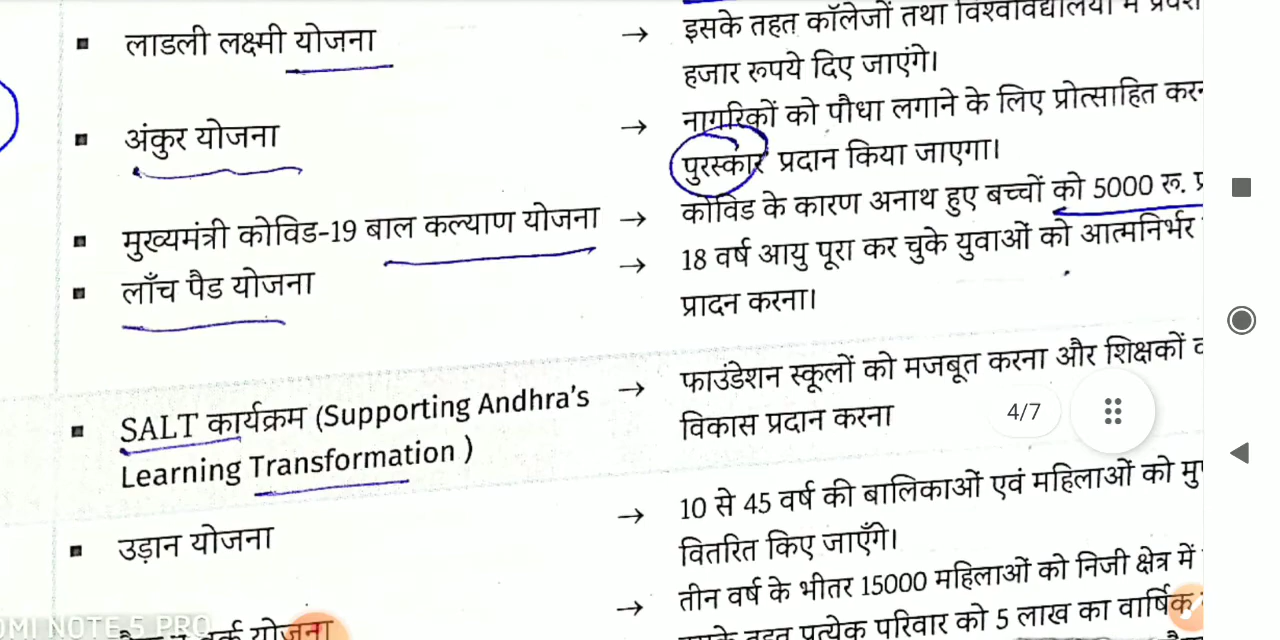 लाडली लक्ष्मी योजना → इसके तहत कॉलेजों तथा विश्वविद्यालयों में
हजार रूपये दिए जाएंगे।
अंकुर योजना → नागरिकों को पौधा लगाने के लिए प्रोत्साहित
पुरस्कार प्रदान किया जाएगा।
मुख्यमंत्री कोविड-19 बाल कल्याण योजना → कोविड के कारण अनाथ हुए बच्चों को 5000 रू.
लाँच पैड योजना → 18 वर्ष आयु पूरा कर चुके युवाओं को आत्मनिर्भर
प्रादन करना।
SALT कार्यक्रम (Supporting Andhra's → फाउंडेशन स्कूलों को मजबूत करना और शिक्षकों
Learning Transformation ) विकास प्रदान करना
4/7
उड़ान योजना → 10 से 45 वर्ष की बालिकाओं एवं महिलाओं को
वितरित किए जाएँगे।
→ तीन वर्ष के भीतर 15000 महिलाओं को निजी क्षेत्र में
योजना तहत प्रत्येक परिवार को 5 लाख का वार्षिक
NOTE 5 PRO